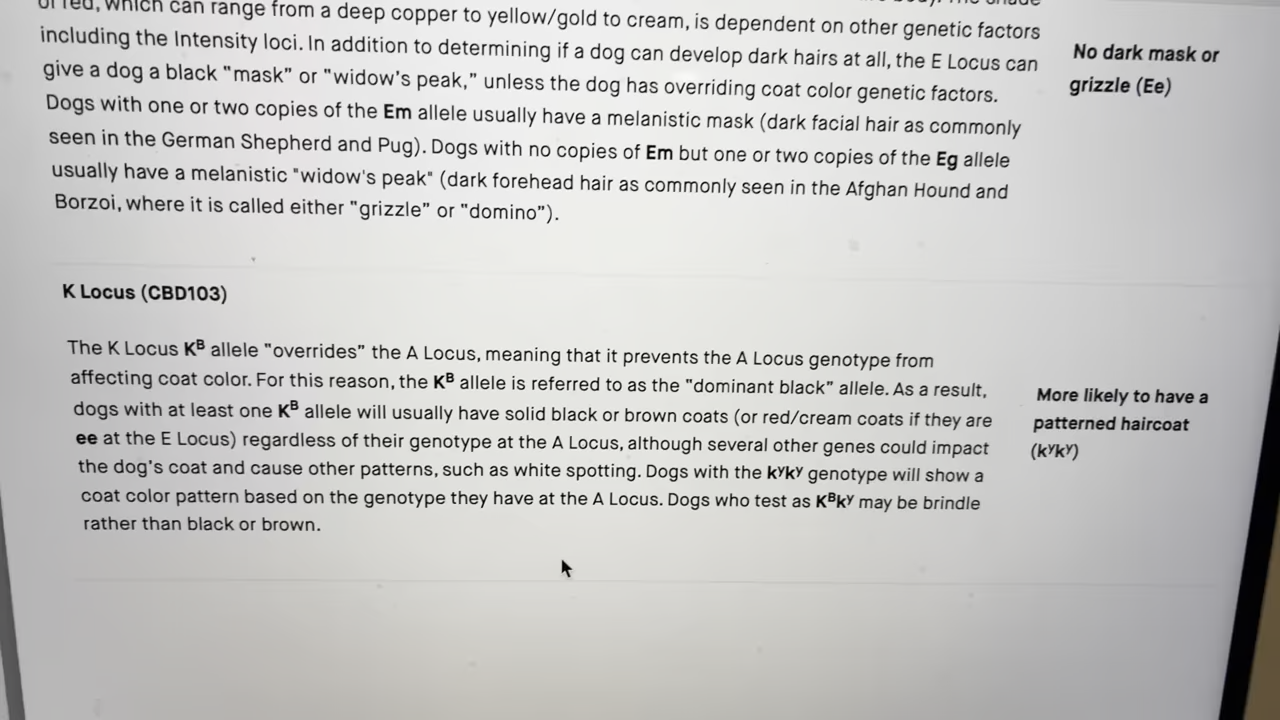 of red, which can range from a deep copper to yellow/gold to cream, is dependent on other genetic factors
including the Intensity loci. In addition to determining if a dog can develop dark hairs at all, the E Locus can
give a dog a black "mask" or "widow's peak," unless the dog has overriding coat color genetic factors.
Dogs with one or two copies of the Em allele usually have a melanistic mask (dark facial hair as commonly
seen in the German Shepherd and Pug). Dogs with no copies of Em but one or two copies of the Eg allele
usually have a melanistic "widow's peak" (dark forehead hair as commonly seen in the Afghan Hound and
Borzoi, where it is called either "grizzle" or "domino").
No dark mask or
grizzle (Ee)
K Locus (CBD103)
The K Locus Kᴮ allele "overrides" the A Locus, meaning that it prevents the A Locus genotype from
affecting coat color. For this reason, the Kᴮ allele is referred to as the "dominant black" allele. As a result,
dogs with at least one Kᴮ allele will usually have solid black or brown coats (or red/cream coats if they are
ee at the E Locus) regardless of their genotype at the A Locus, although several other genes could impact
the dog's coat and cause other patterns, such as white spotting. Dogs with the kʸkʸ genotype will show a
coat color pattern based on the genotype they have at the A Locus. Dogs who test as Kᴮkʸ may be brindle
rather than black or brown.
More likely to have a
patterned haircoat
(kʸkʸ)